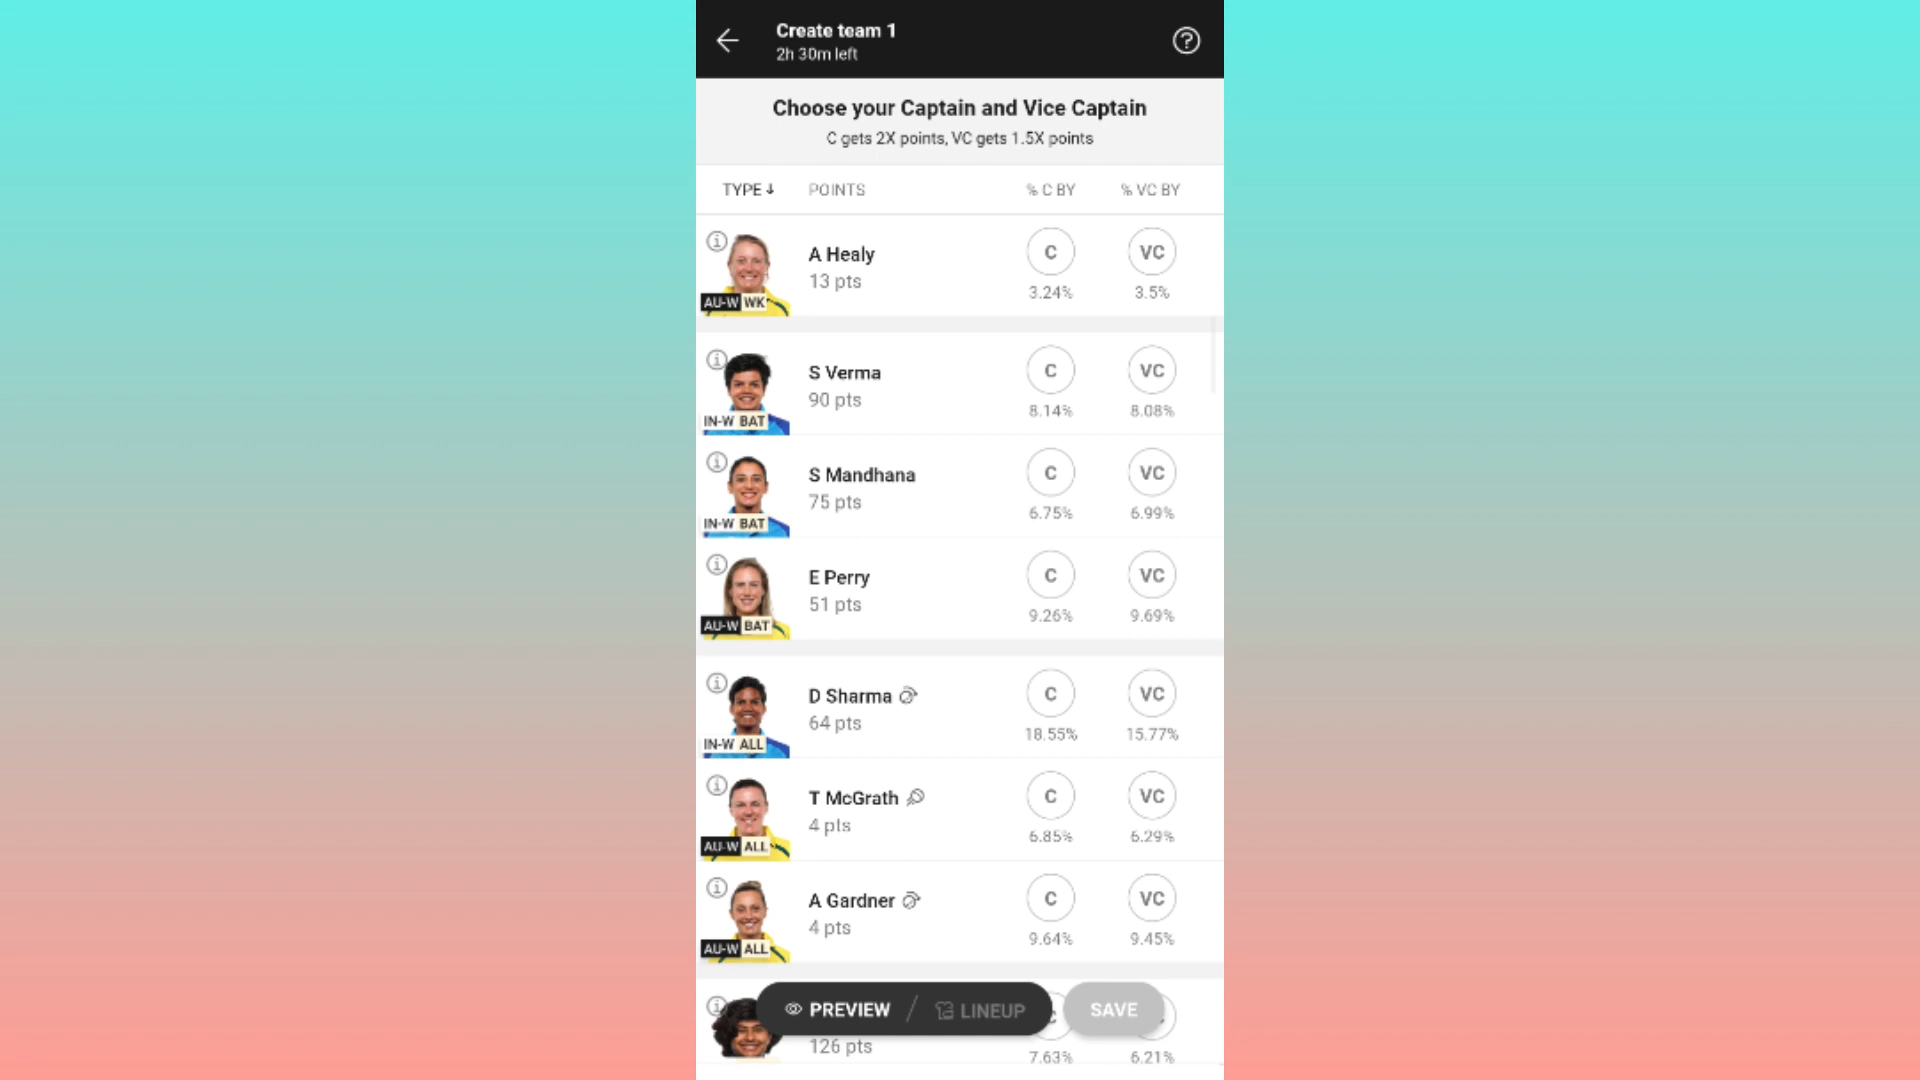 Create team 1
2h 30m left
Choose your Captain and Vice Captain
C gets 2X points, VC gets 1.5X points
TYPE POINTS % C BY % VC BY
A Healy C VC
13 pts
AU-W WK 3.24% 3.5%
S Verma C VC
90 pts
IN-W BAT 8.14% 8.08%
S Mandhana C VC
75 pts
IN-W BAT 6.75% 6.99%
E Perry C VC
51 pts
AU-W BAT 9.26% 9.69%
D Sharma C VC
64 pts
IN-W ALL 18.55% 15.77%
T McGrath C VC
4 pts
AU-W ALL 6.85% 6.29%
A Gardner C VC
4 pts
AU-W ALL 9.64% 9.45%
PREVIEW / LINEUP SAVE
126 pts
7.63% 6.21%